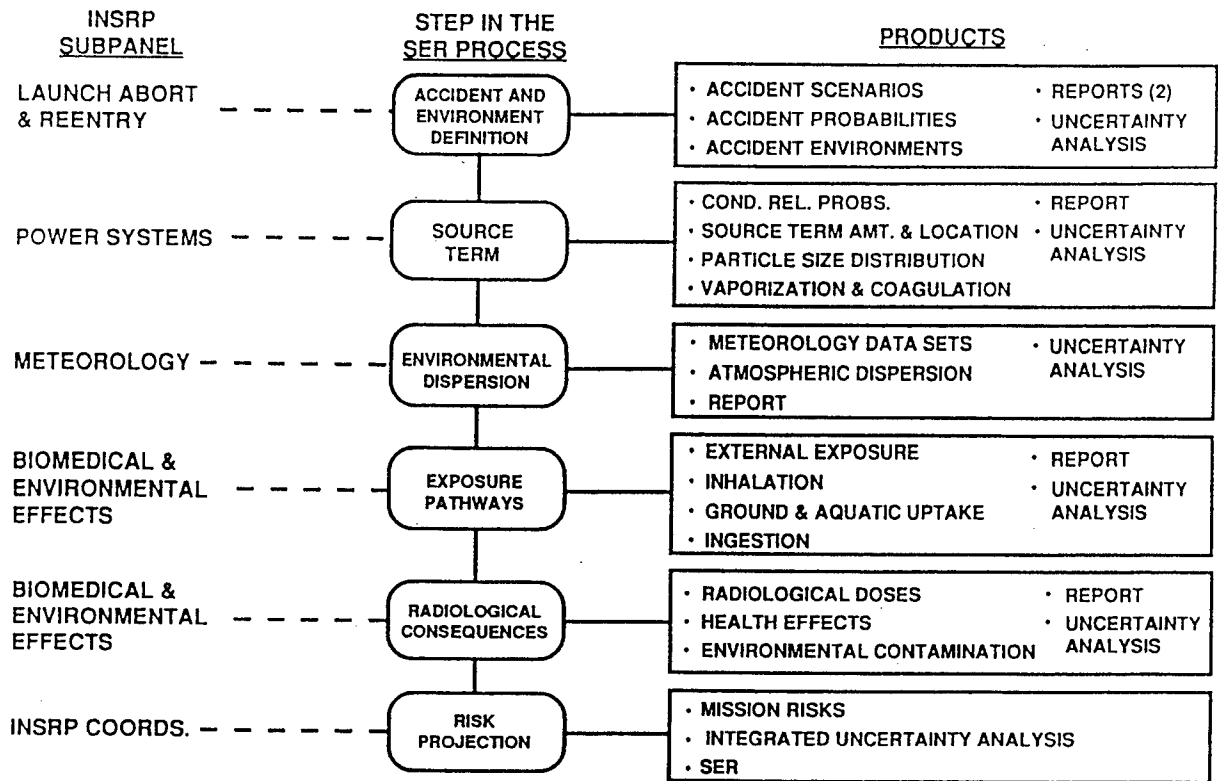 INSRP
SUBPANEL
STEP IN THE
SER PROCESS
PRODUCTS
LAUNCH ABORT
& REENTRY
ACCIDENT AND
ENVIRONMENT
DEFINITION
· ACCIDENT SCENARIOS
· ACCIDENT PROBABILITIES
· ACCIDENT ENVIRONMENTS
· REPORTS (2)
· UNCERTAINTY
ANALYSIS
POWER SYSTEMS
SOURCE
TERM
· COND. REL. PROBS.
· SOURCE TERM AMT. & LOCATION
· PARTICLE SIZE DISTRIBUTION
· VAPORIZATION & COAGULATION
· REPORT
· UNCERTAINTY
ANALYSIS
METEOROLOGY
ENVIRONMENTAL
DISPERSION
· METEOROLOGY DATA SETS
· ATMOSPHERIC DISPERSION
· REPORT
· UNCERTAINTY
ANALYSIS
BIOMEDICAL &
ENVIRONMENTAL
EFFECTS
EXPOSURE
PATHWAYS
· EXTERNAL EXPOSURE
· INHALATION
· GROUND & AQUATIC UPTAKE
· INGESTION
· REPORT
· UNCERTAINTY
ANALYSIS
BIOMEDICAL &
ENVIRONMENTAL
EFFECTS
RADIOLOGICAL
CONSEQUENCES
· RADIOLOGICAL DOSES
· HEALTH EFFECTS
· ENVIRONMENTAL CONTAMINATION
· REPORT
· UNCERTAINTY
ANALYSIS
INSRP COORDS.
RISK
PROJECTION
· MISSION RISKS
· INTEGRATED UNCERTAINTY ANALYSIS
· SER